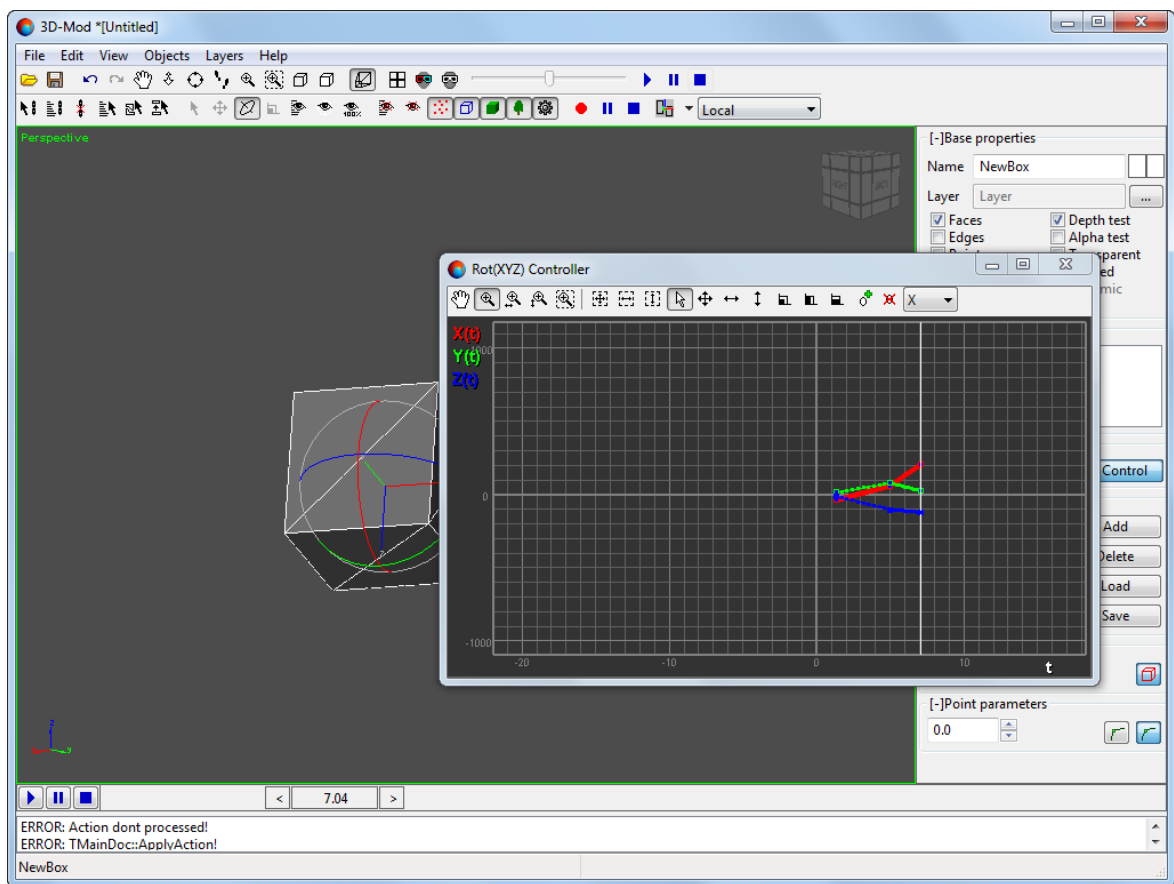 3D-Mod *[Untitled]
File Edit View Objects Layers Help
100%
Local
Perspective
[-]Base properties
Name NewBox
Layer Layer ...
Faces Depth test
Edges Alpha test
Rot(XYZ) Controller
X
X(t)
Y(t)
Z(t)
1000
0
-1000
-20 -10 0 10
t
Control
Add
Delete
Load
Save
[-]Point parameters
0.0
z
< 7.04 >
ERROR: Action dont processed!
ERROR: TMainDoc::ApplyAction!
NewBox